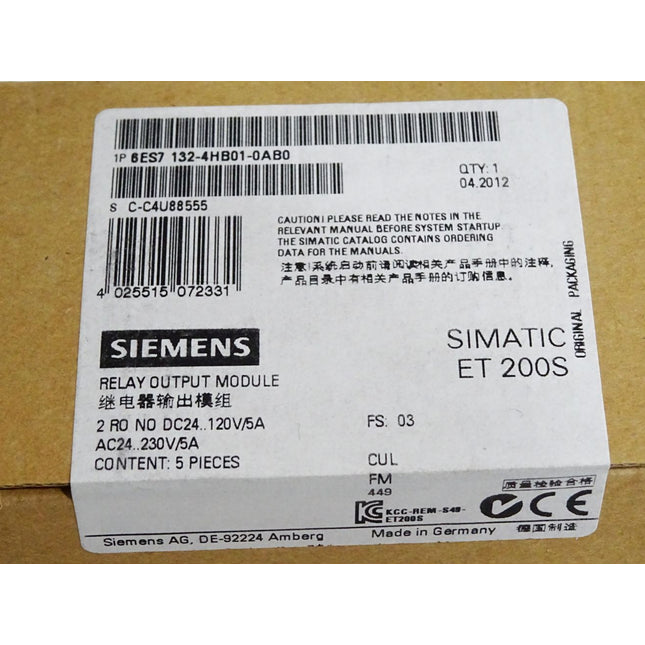 1P 6ES7 132-4HB01-0AB0
QTY: 1
04.2012
S C-C4U88555
CAUTION! PLEASE READ THE NOTES IN THE
RELEVANT MANUAL BEFORE SYSTEM STARTUP.
THE SIMATIC CATALOG CONTAINS ORDERING
DATA FOR THE MANUALS.
注意!系统启动前请阅读相关产品手册中的注释,
产品目录中有相关产品手册的订购信息。
4 025515 072331
ORIGINAL PACKAGING
SIEMENS
SIMATIC
ET 200S
RELAY OUTPUT MODULE
继电器输出模组
2 RO NO DC24..120V/5A
AC24..230V/5A
CONTENT: 5 PIECES
FS: 03
CUL
FM
449
质量检验合格
KCC-REM-S49-
ET200S
CE
Siemens AG, DE-92224 Amberg
Made in Germany
德国制造